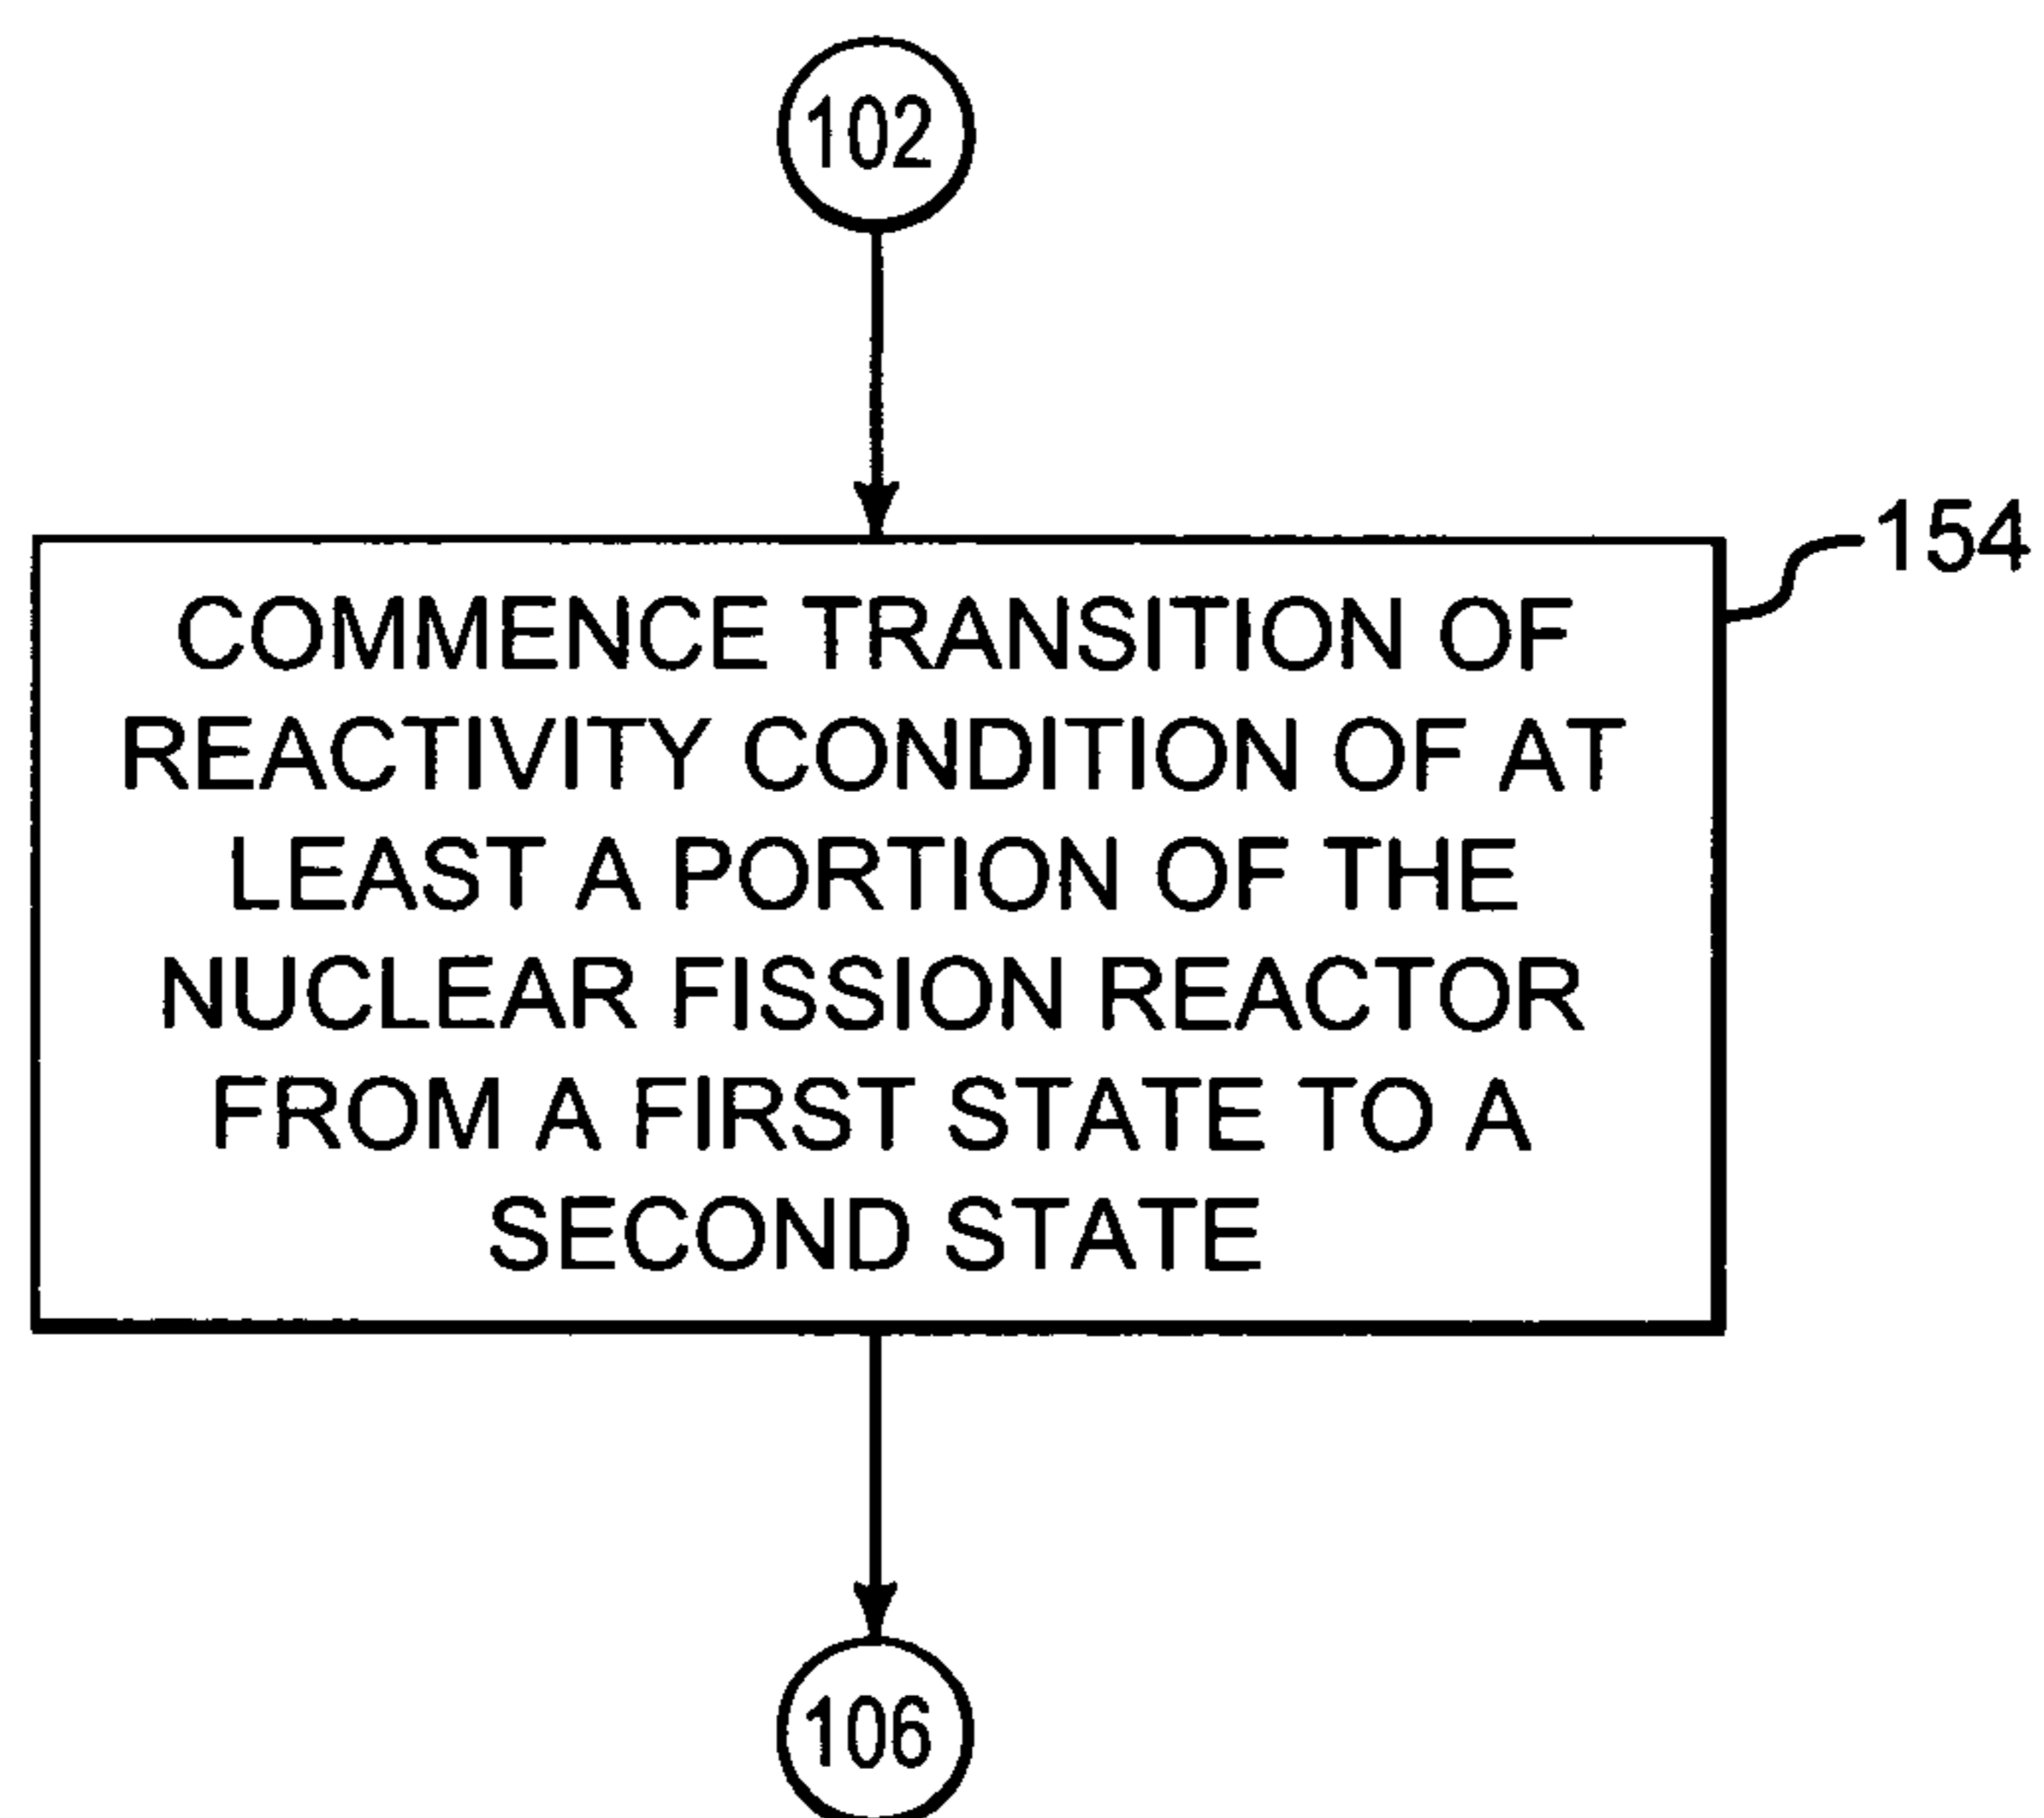 102
154
COMMENCE TRANSITION OF
REACTIVITY CONDITION OF AT
LEAST A PORTION OF THE
NUCLEAR FISSION REACTOR
FROM A FIRST STATE TO A
SECOND STATE
106